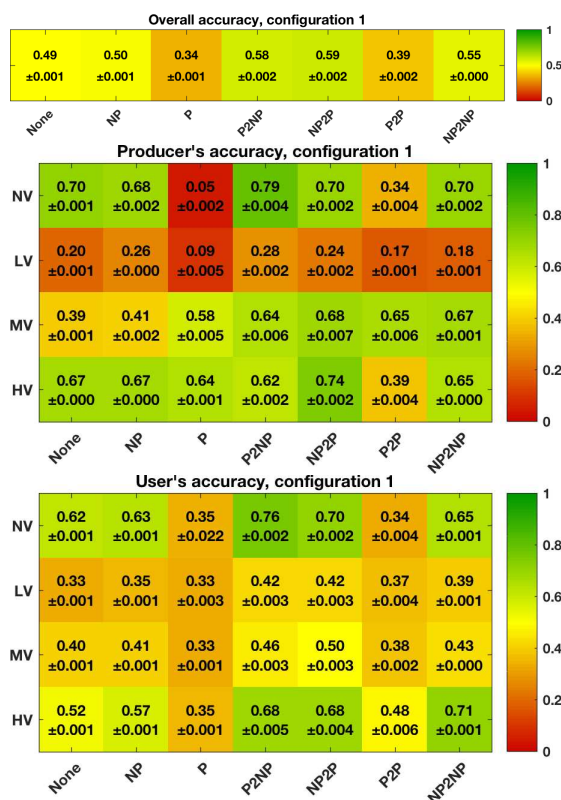 Overall accuracy, configuration 1
0.49 0.50 0.34 0.58 0.59 0.39 0.55
±0.001 ±0.001 ±0.001 ±0.002 ±0.002 ±0.002 ±0.000
None NP P P2NP NP2P P2P NP2NP
1
0.8
0.6
0.4
0.2
0
Producer's accuracy, configuration 1
NV 0.70 0.68 0.05 0.79 0.70 0.34 0.70
±0.001 ±0.002 ±0.002 ±0.004 ±0.002 ±0.004 ±0.002
LV 0.20 0.26 0.09 0.28 0.24 0.17 0.18
±0.001 ±0.000 ±0.005 ±0.002 ±0.002 ±0.001 ±0.001
MV 0.39 0.41 0.58 0.64 0.68 0.65 0.67
±0.001 ±0.002 ±0.005 ±0.006 ±0.007 ±0.006 ±0.001
HV 0.67 0.67 0.64 0.62 0.74 0.39 0.65
±0.000 ±0.000 ±0.001 ±0.002 ±0.002 ±0.004 ±0.000
None NP P P2NP NP2P P2P NP2NP
1
0.8
0.6
0.4
0.2
0
User's accuracy, configuration 1
NV 0.62 0.63 0.35 0.76 0.70 0.34 0.65
±0.001 ±0.001 ±0.022 ±0.002 ±0.002 ±0.004 ±0.001
LV 0.33 0.35 0.33 0.42 0.42 0.37 0.39
±0.001 ±0.001 ±0.003 ±0.003 ±0.003 ±0.004 ±0.001
MV 0.40 0.41 0.33 0.46 0.50 0.38 0.43
±0.001 ±0.001 ±0.001 ±0.003 ±0.003 ±0.002 ±0.000
HV 0.52 0.57 0.35 0.68 0.68 0.48 0.71
±0.001 ±0.001 ±0.001 ±0.005 ±0.004 ±0.006 ±0.001
None NP P P2NP NP2P P2P NP2NP
1
0.8
0.6
0.4
0.2
0